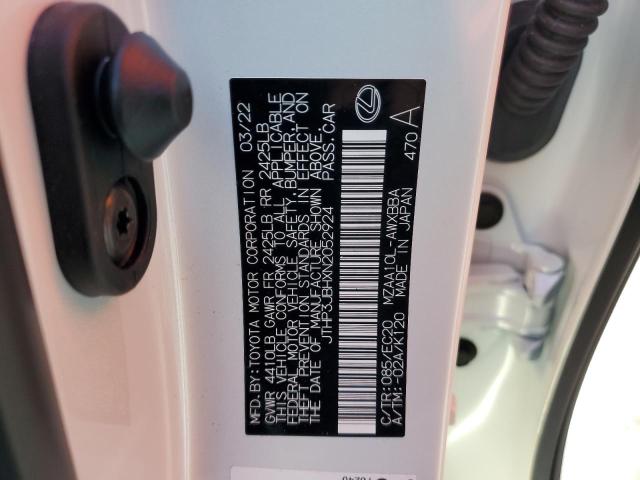 MFD.BY:TOYOTA MOTOR CORPORATION 03/22
GVWR 4410LB GAWR FR 2425LB RR 2425LB
THIS VEHICLE CONFORMS TO ALL APPLICABLE
FEDERAL MOTOR VEHICLE SAFETY, BUMPER, AND
THEFT PREVENTION STANDARDS IN EFFECT ON
THE DATE OF MANUFACTURE SHOWN ABOVE.
JTHP3JBHXN2052924 PASS.CAR
C/TR:085/EC20 MZAA10L-AWXBBA
A/TM:-02A/K120 MADE IN JAPAN 470 A